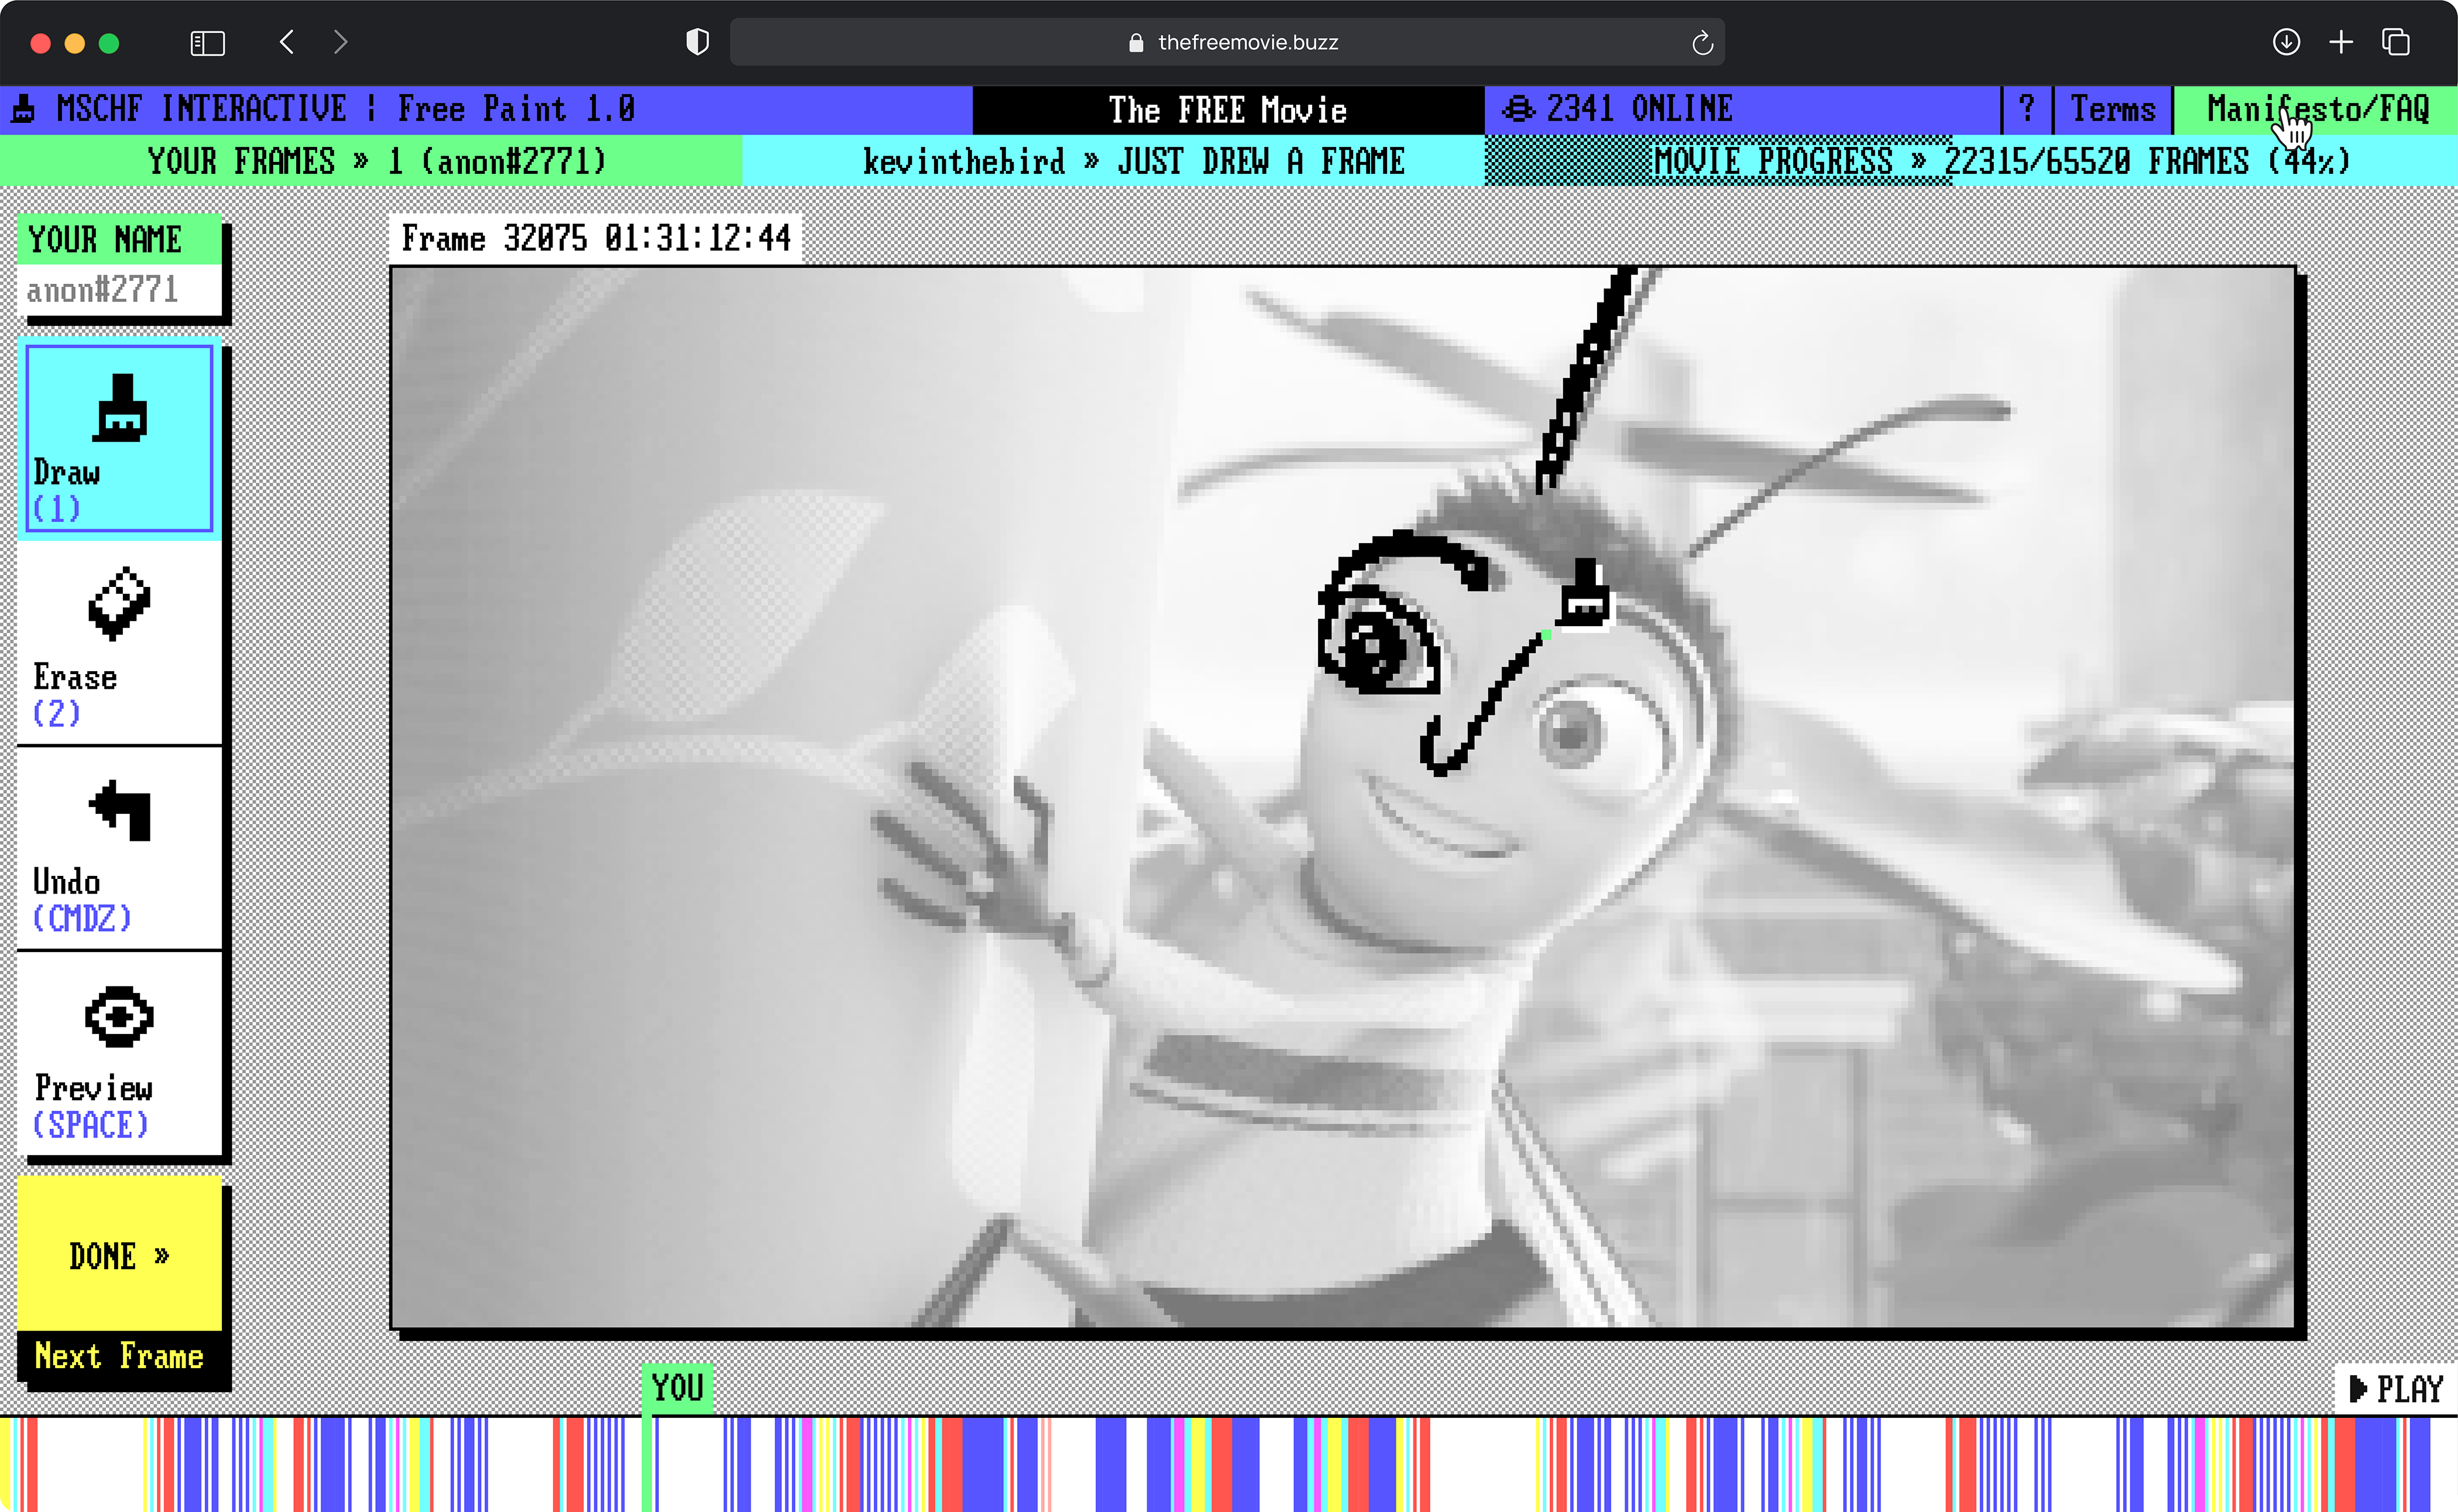 thefreemovie.buzz
MSCHF INTERACTIVE ¦ Free Paint 1.0
The FREE Movie
2341 ONLINE
?
Terms
Manifesto/FAQ
YOUR FRAMES » 1 (anon#2771)
kevinthebird » JUST DREW A FRAME
MOVIE PROGRESS » 22315/65520 FRAMES (44%)
YOUR NAME
anon#2771
Frame 32075 01:31:12:44
Draw
(1)
Erase
(2)
Undo
(CMDZ)
Preview
(SPACE)
DONE »
Next Frame
YOU
PLAY